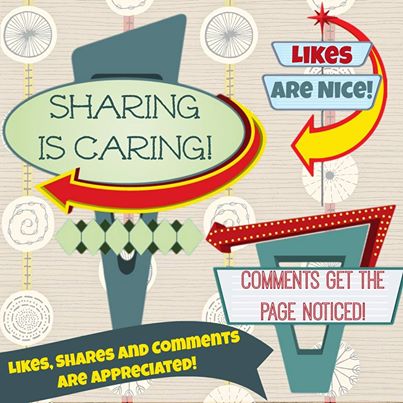 SHARING
IS CARING!
LIKES
ARE NICE!
COMMENTS GET THE
PAGE NOTICED!
LIKES, SHARES AND COMMENTS
ARE APPRECIATED!